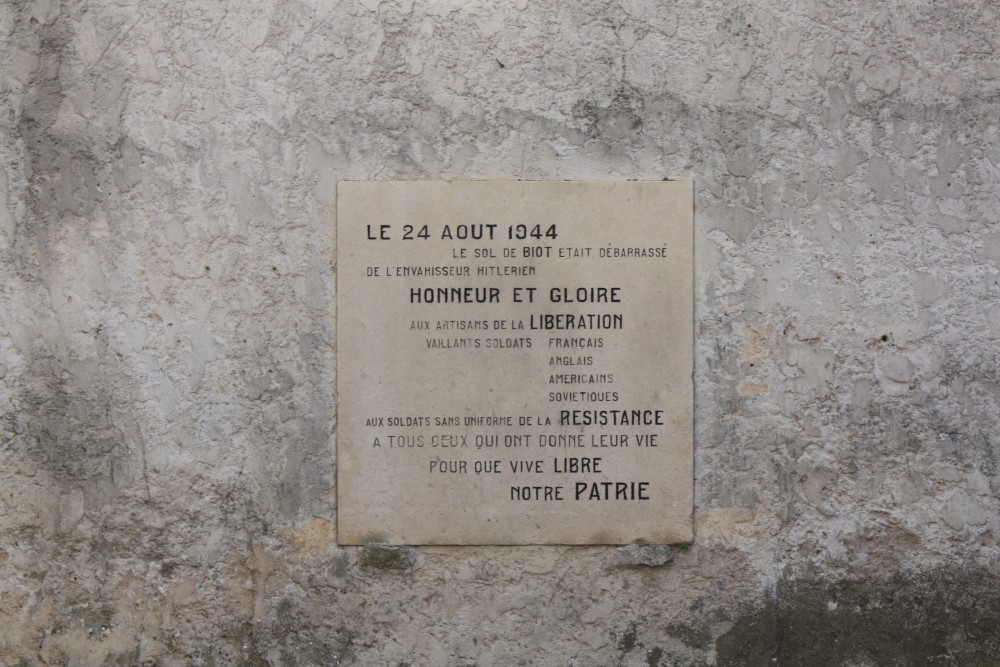 LE 24 AOUT 1944
LE SOL DE BIOT ETAIT DÉBARRASSÉ
DE L'ENVAHISSEUR HITLERIEN
HONNEUR ET GLOIRE
AUX ARTISANS DE LA LIBERATION
VAILLANTS SOLDATS FRANÇAIS
ANGLAIS
AMERICAINS
SOVIETIQUES
AUX SOLDATS SANS UNIFORME DE LA RESISTANCE
A TOUS CEUX QUI ONT DONNÉ LEUR VIE
POUR QUE VIVE LIBRE
NOTRE PATRIE